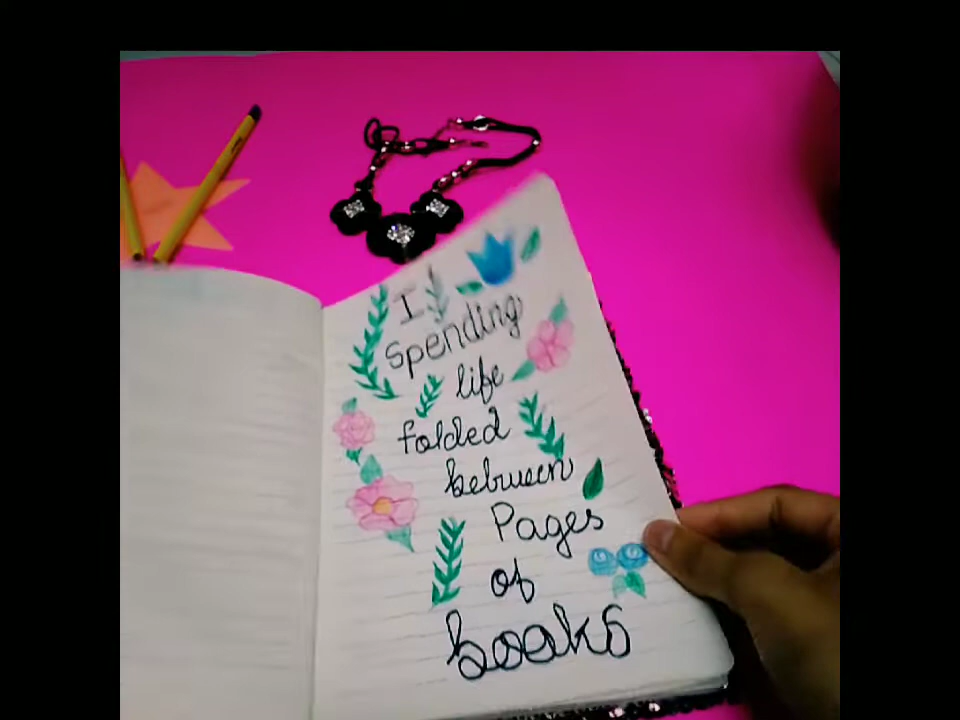 I
spending
life
folded
between
Pages
of
books